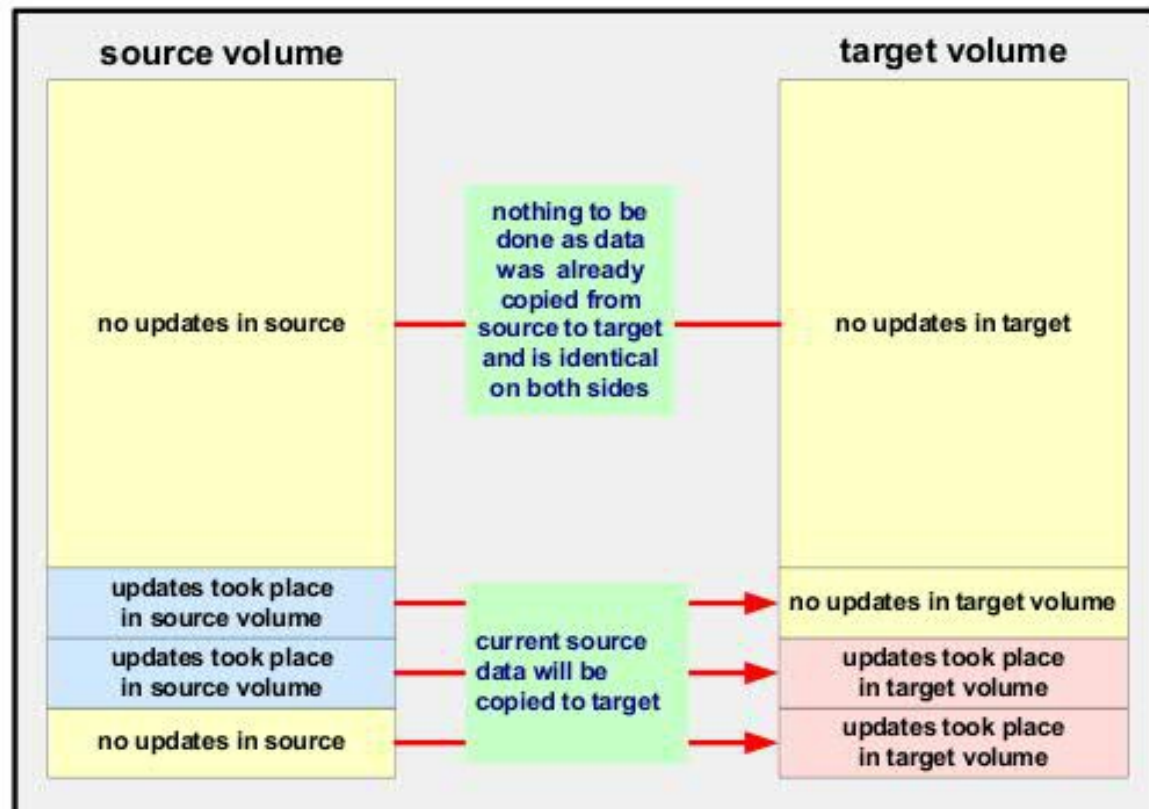 source volume
target volume
no updates in source
nothing to be
done as data
was already
copied from
source to target
and is identical
on both sides
no updates in target
updates took place
in source volume
no updates in target volume
updates took place
in source volume
current source
data will be
copied to target
updates took place
in target volume
no updates in source
updates took place
in target volume